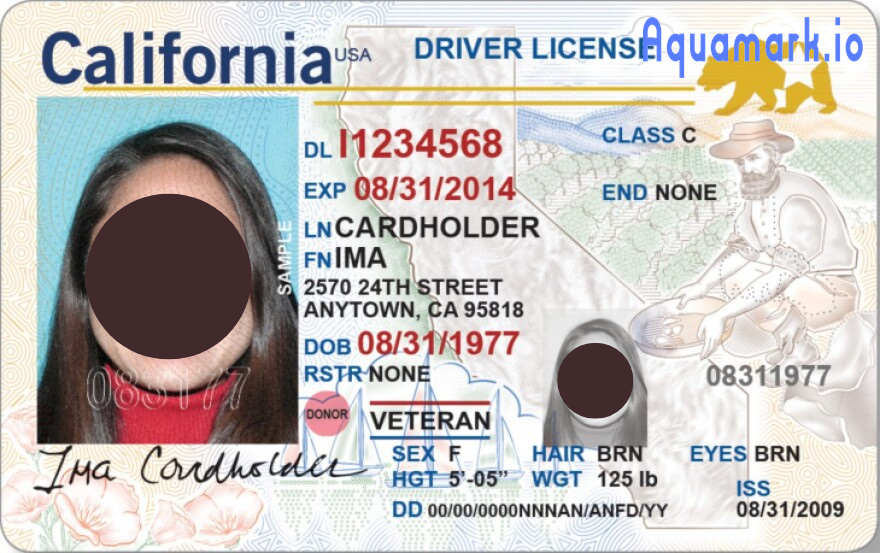 California USA DRIVER LICENSE
Aquamark.io
DL I1234568
CLASS C
EXP 08/31/2014
END NONE
LN CARDHOLDER
FN IMA
2570 24TH STREET
ANYTOWN, CA 95818
DOB 08/31/1977
RSTR NONE
08311977
SAMPLE
083177
DONOR
VETERAN
SEX F
HAIR BRN
EYES BRN
HGT 5'-05"
WGT 125 lb
ISS
08/31/2009
DD 00/00/0000NNNAN/ANFD/YY
Ima Cardholder